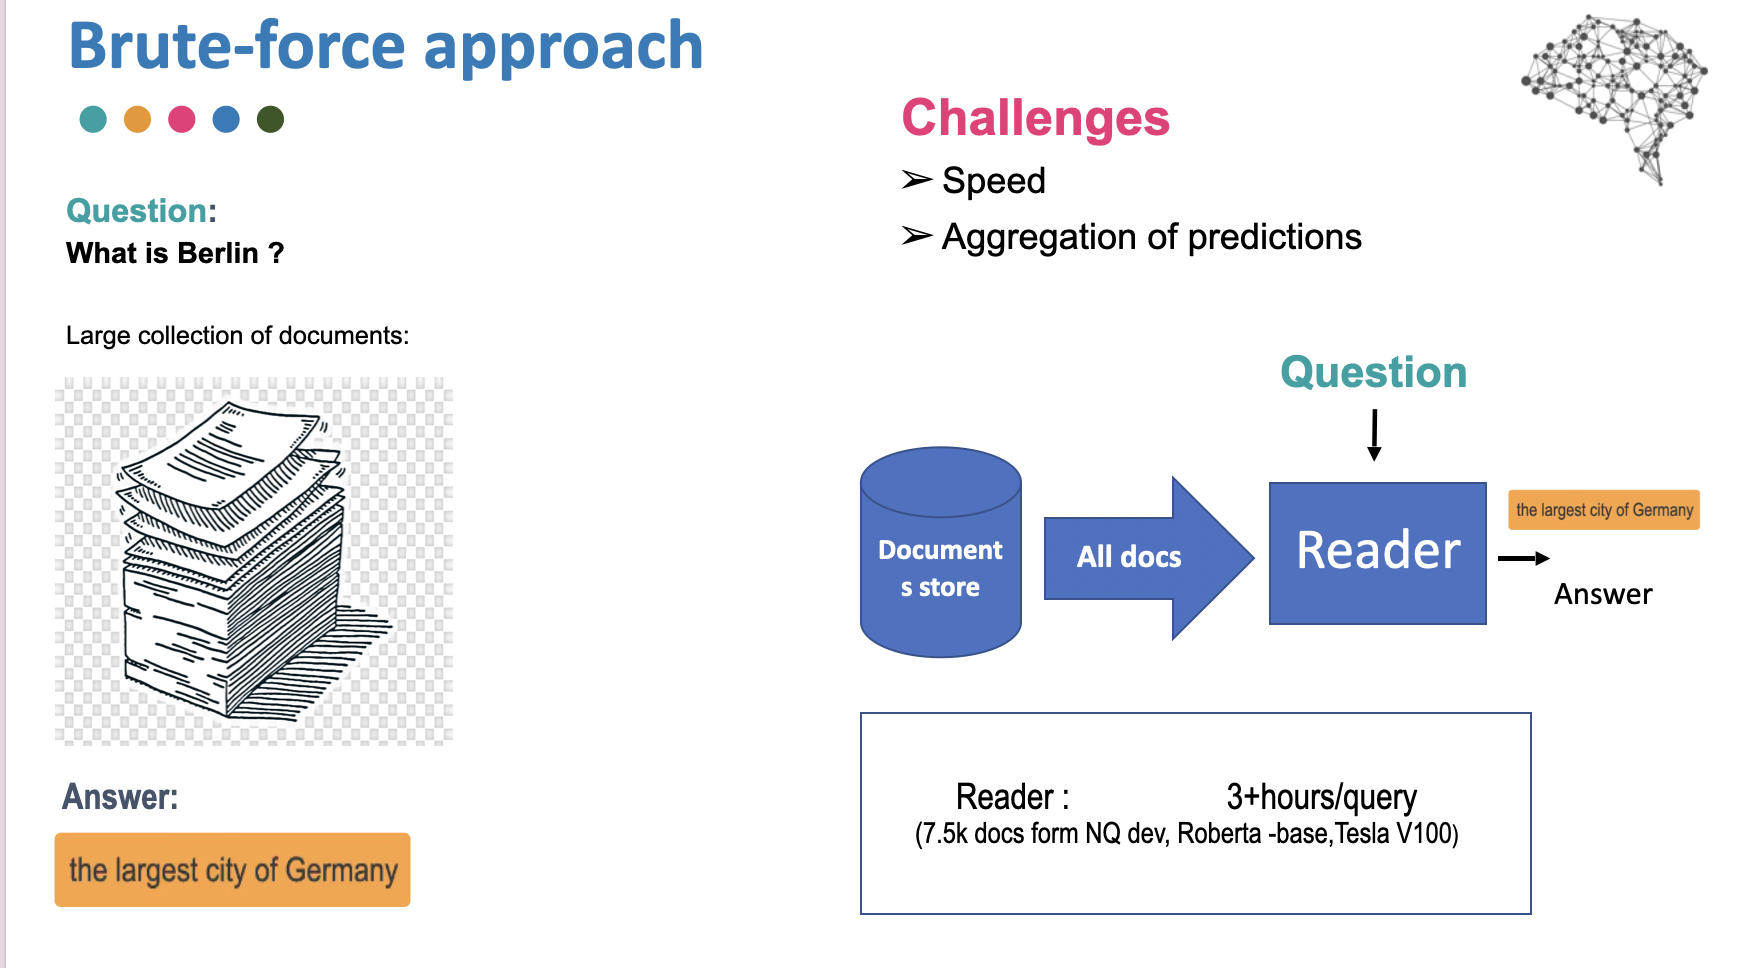 Brute-force approach
Question:
What is Berlin ?
Large collection of documents:
Answer:
the largest city of Germany
Challenges
➢ Speed
➢ Aggregation of predictions
Question
Document
s store
All docs
Reader
the largest city of Germany
Answer
Reader : 3+hours/query
(7.5k docs form NQ dev, Roberta -base,Tesla V100)